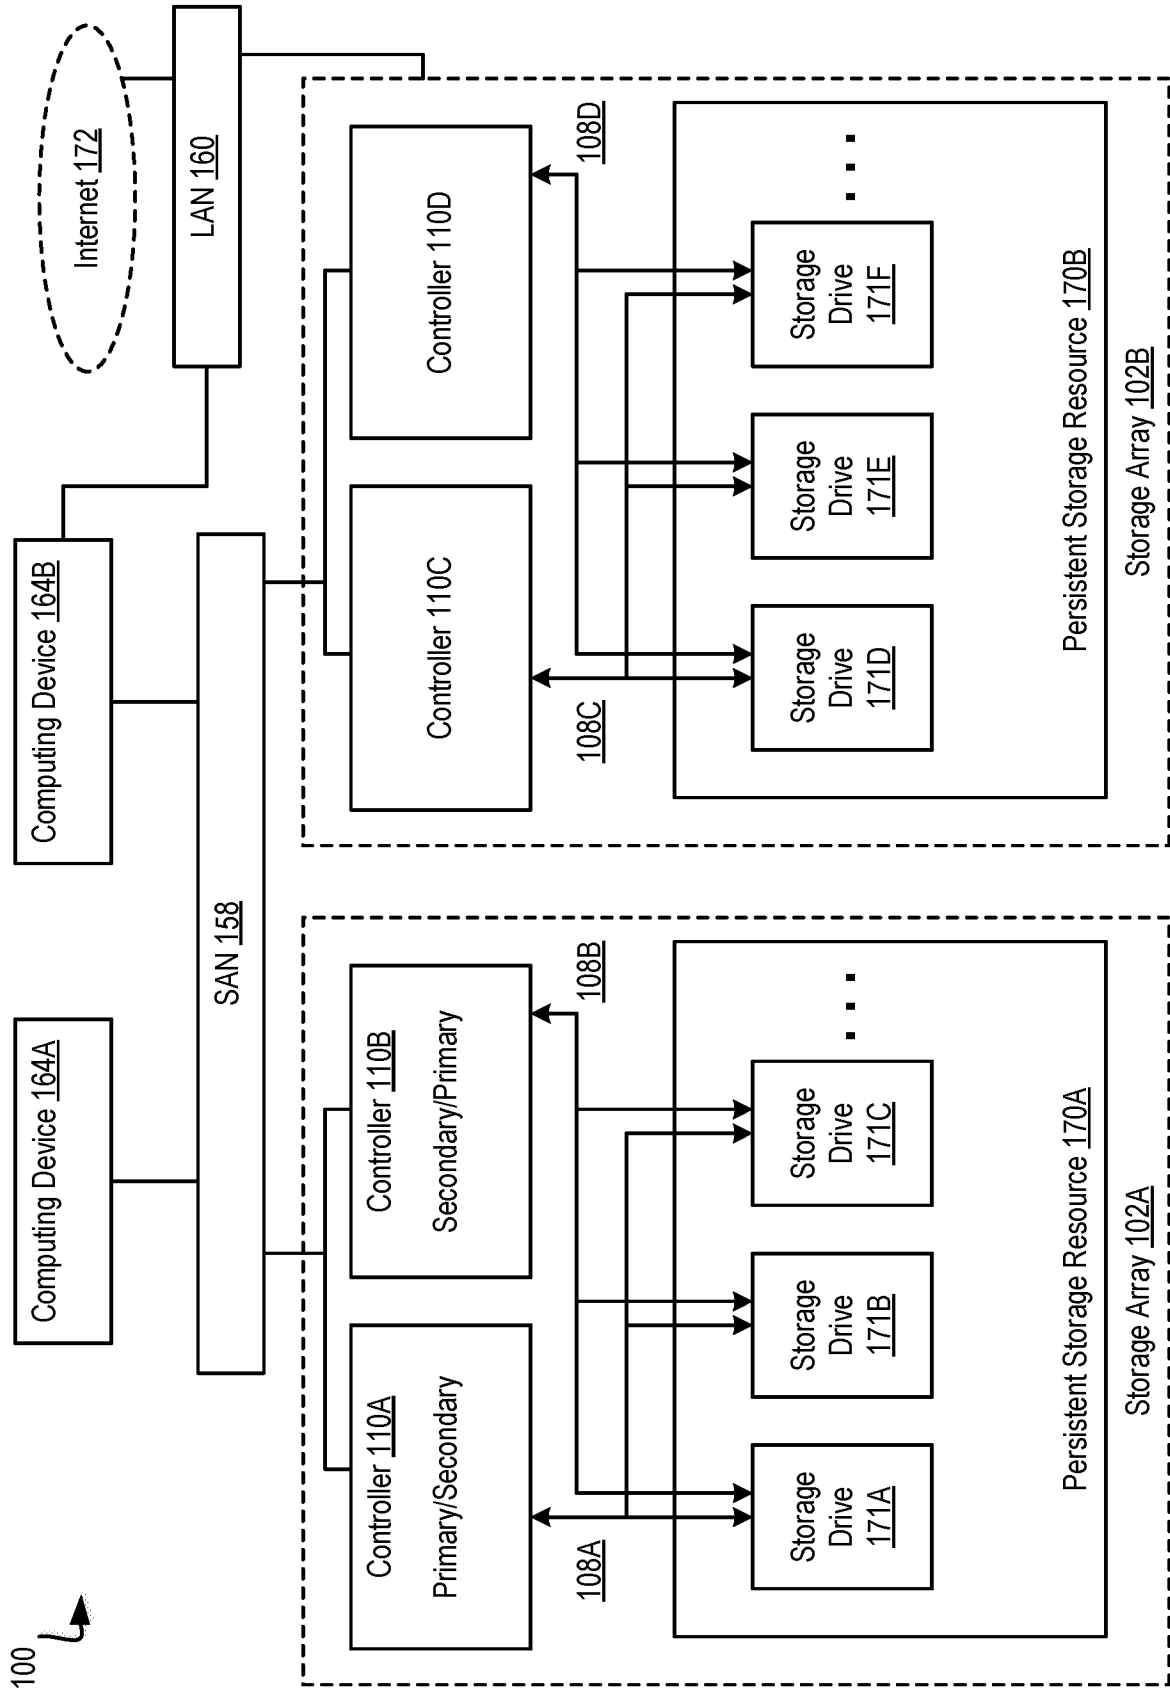 100
Computing Device 164A
Computing Device 164B
Internet 172
SAN 158
LAN 160
Controller 110A
Primary/Secondary
Controller 110B
Secondary/Primary
Controller 110C
Controller 110D
108A
108B
108C
108D
Storage
Drive
171A
Storage
Drive
171B
Storage
Drive
171C
. . .
Storage
Drive
171D
Storage
Drive
171E
Storage
Drive
171F
. . .
Persistent Storage Resource 170A
Persistent Storage Resource 170B
Storage Array 102A
Storage Array 102B